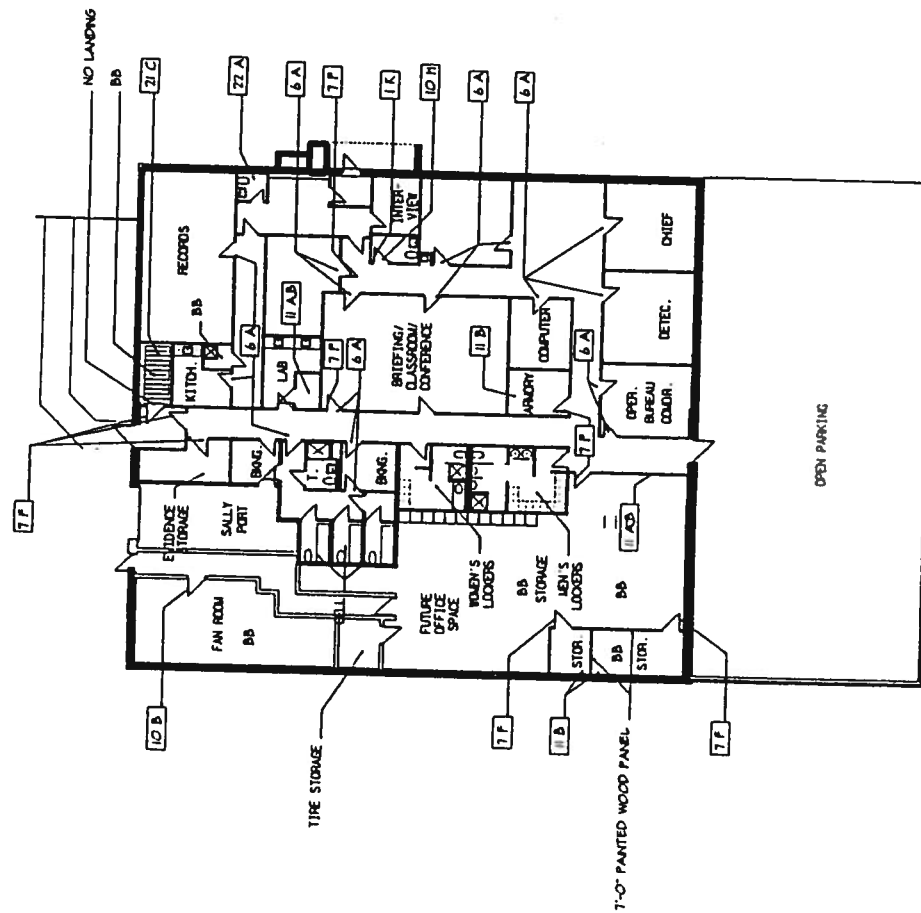 NO LANDING
BB
21 C
22 A
6 A
7 P
1 K
10 M
6 A
6 A
7 P
RECORDS
BB
KITCH.
6 A
11 A,B
LAB
7 P
6 A
INTER-
VIEW
BRIEFING/
CLASSROOM/
CONFERENCE
11 B
COMPUTER
ARMORY
6 A
CHIEF
DETEC.
OPER.
BUREAU
COMDR.
EVIDENCE
STORAGE
BKNG.
T.
BKNG.
SALLY
PORT
7 P
11 A,B
FAN ROOM
BB
FUTURE
OFFICE
SPACE
WOMEN'S
LOCKERS
BB
STORAGE
MEN'S
LOCKERS
BB
STOR.
BB
STOR.
OPEN PARKING
10 B
TIRE STORAGE
7 F
11 B
7'-0" PAINTED WOOD PANEL
7 F